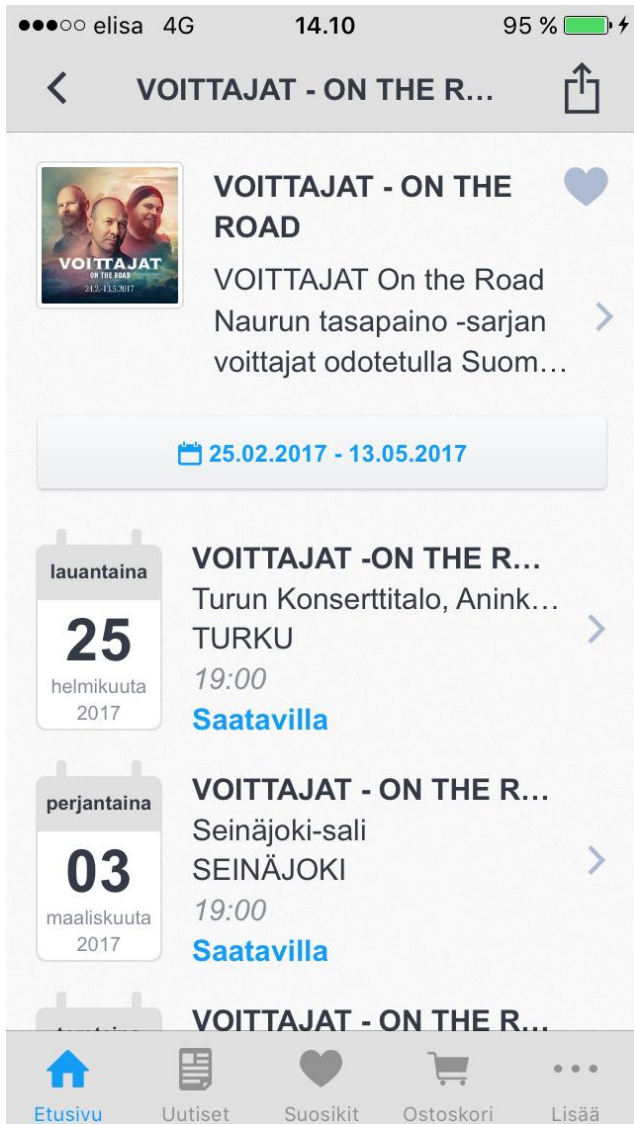 elisa 4G 14.10 95 %
VOITTAJAT - ON THE R...
VOITTAJAT
ON THE ROAD
24.2.-13.5.2017
VOITTAJAT - ON THE
ROAD
VOITTAJAT On the Road
Naurun tasapaino -sarjan
voittajat odotetulla Suom...
25.02.2017 - 13.05.2017
lauantaina
25
helmikuuta
2017
VOITTAJAT -ON THE R...
Turun Konserttitalo, Anink...
TURKU
19:00
Saatavilla
perjantaina
03
maaliskuuta
2017
VOITTAJAT - ON THE R...
Seinäjoki-sali
SEINÄJOKI
19:00
Saatavilla
VOITTAJAT - ON THE R...
Etusivu Uutiset Suosikit Ostoskori Lisää